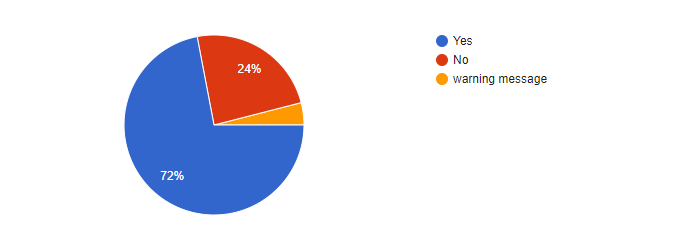 Yes
No
warning message
24%
72%